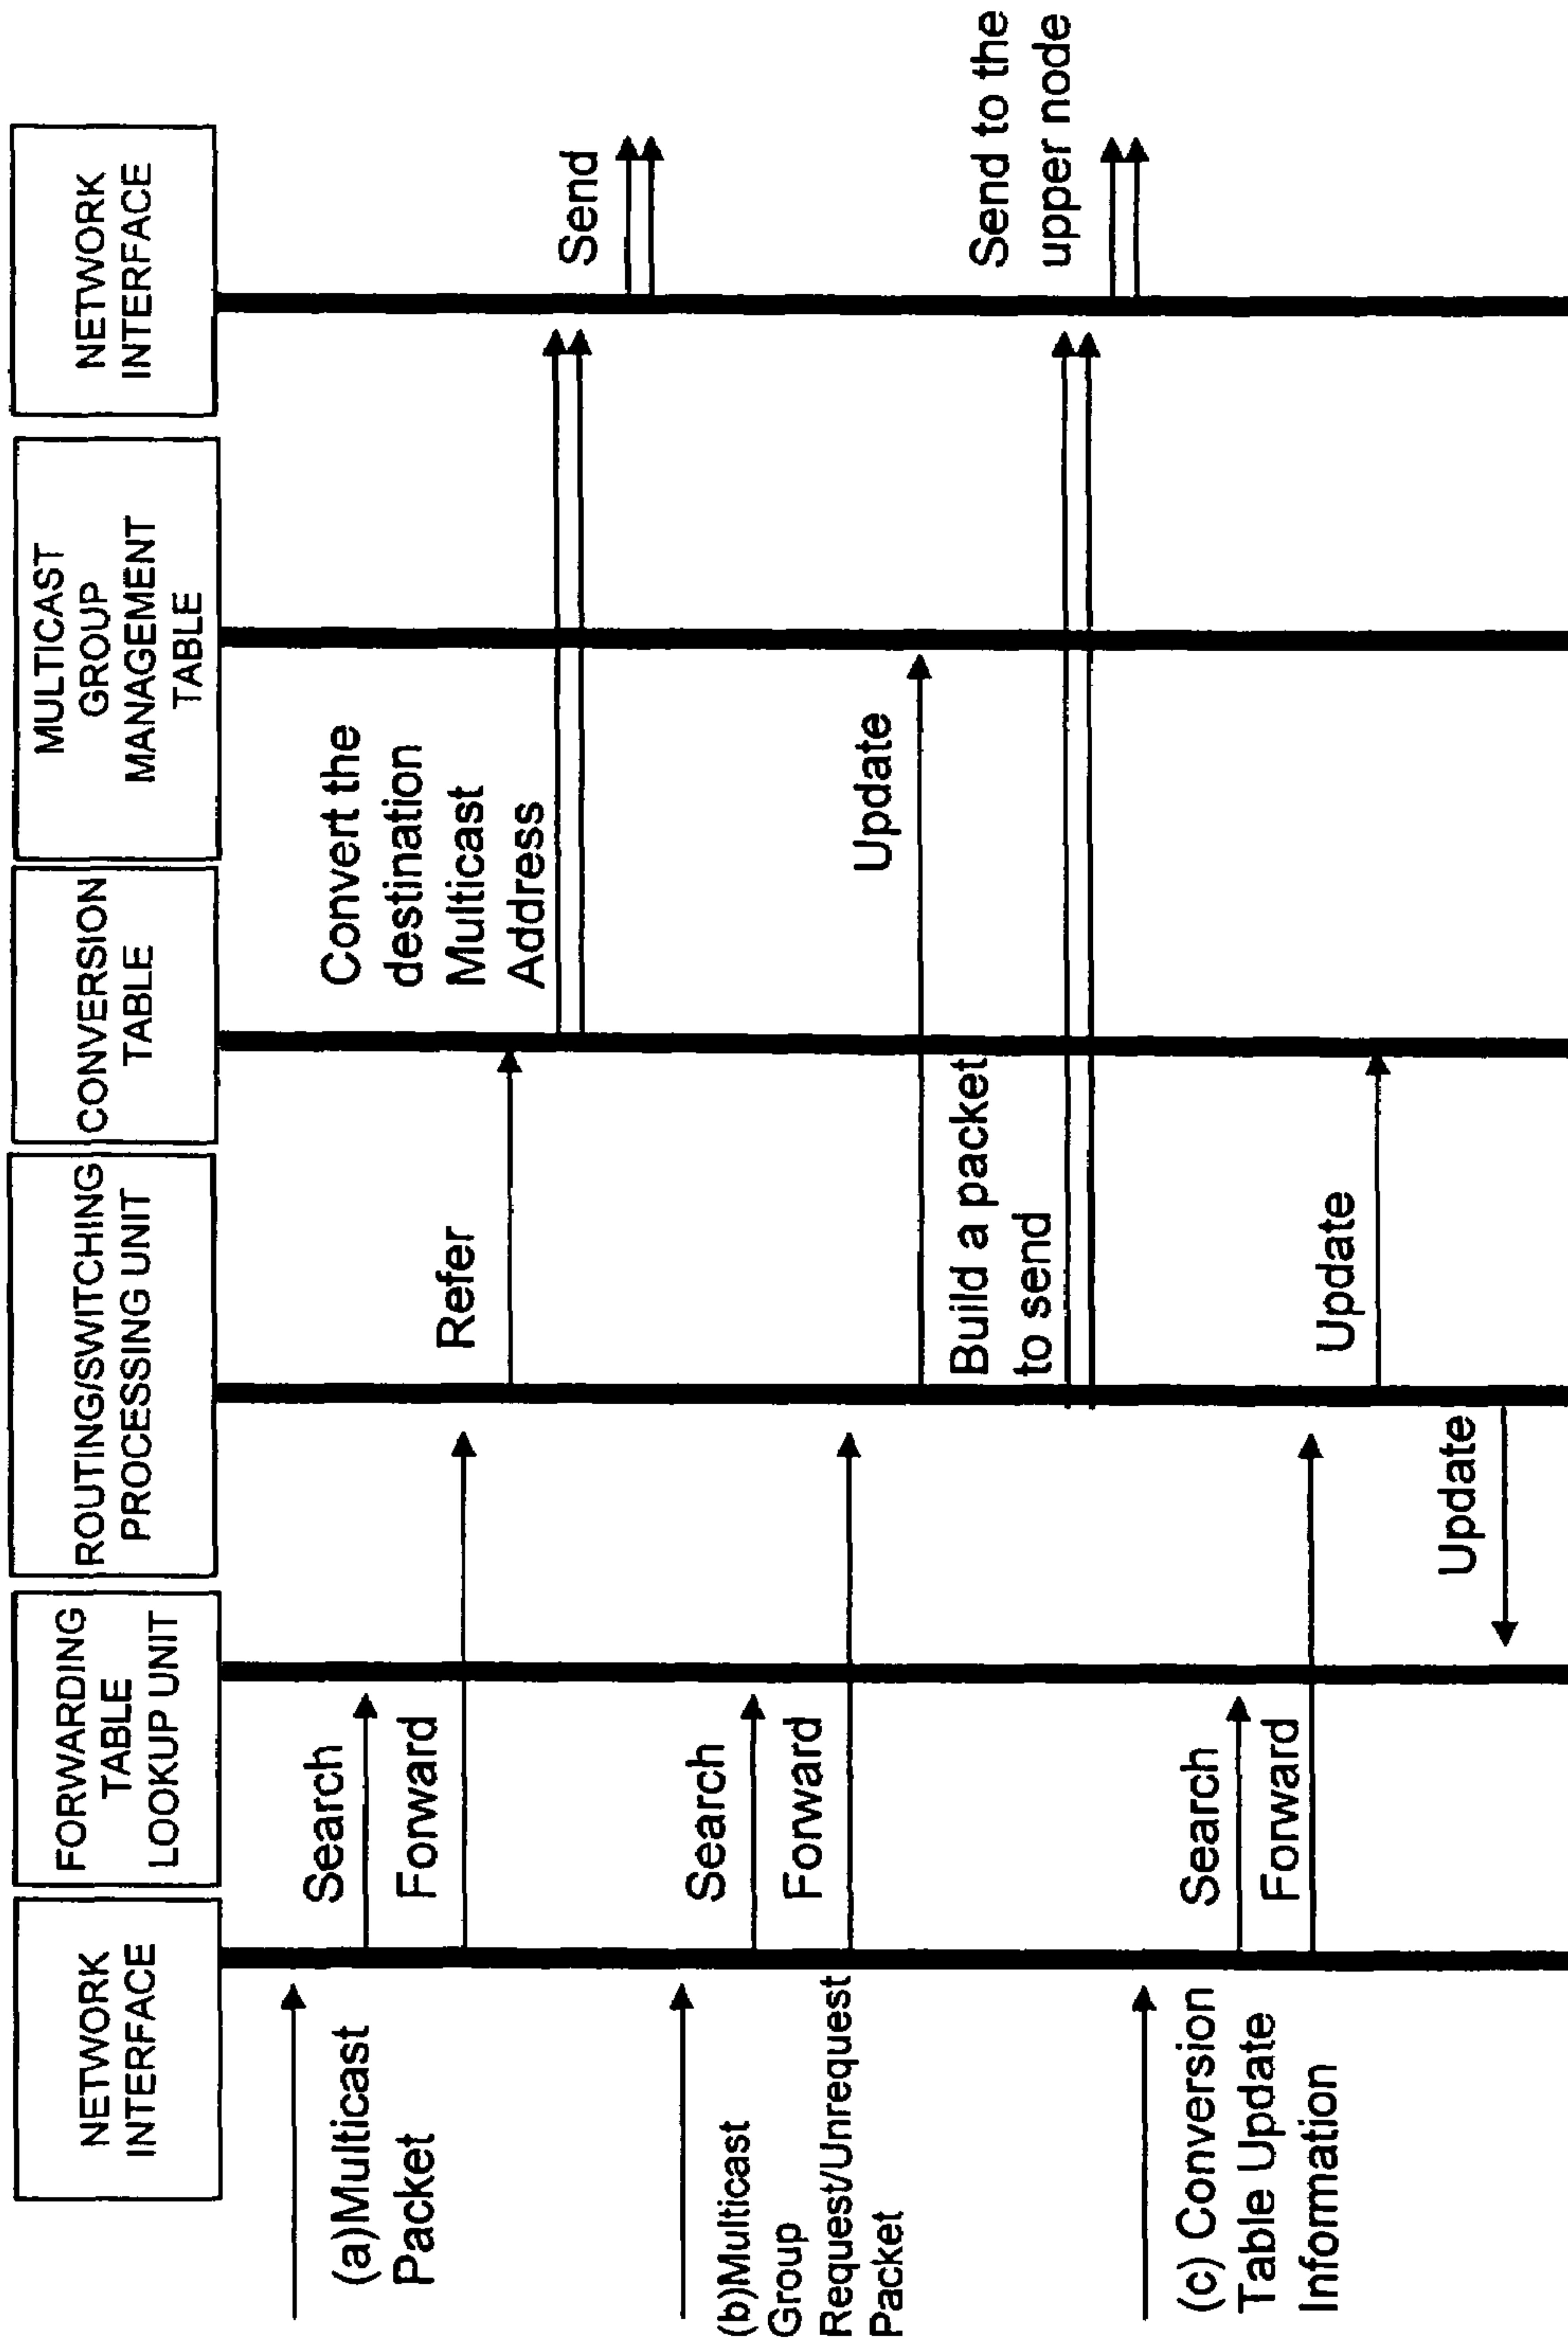 NETWORK
INTERFACE
FORWARDING
TABLE
LOOKUP UNIT
ROUTING/SWITCHING
PROCESSING UNIT
CONVERSION
TABLE
MULTICAST
GROUP
MANAGEMENT
TABLE
NETWORK
INTERFACE
(a)Multicast
Packet
Search
Forward
Refer
Convert the
destination
Multicast
Address
Send
(b)Multicast
Group
Request/Unrequest
Packet
Search
Forward
Update
Build a packet
to send
Send to the
upper node
(c) Conversion
Table Update
Information
Search
Forward
Update
Update